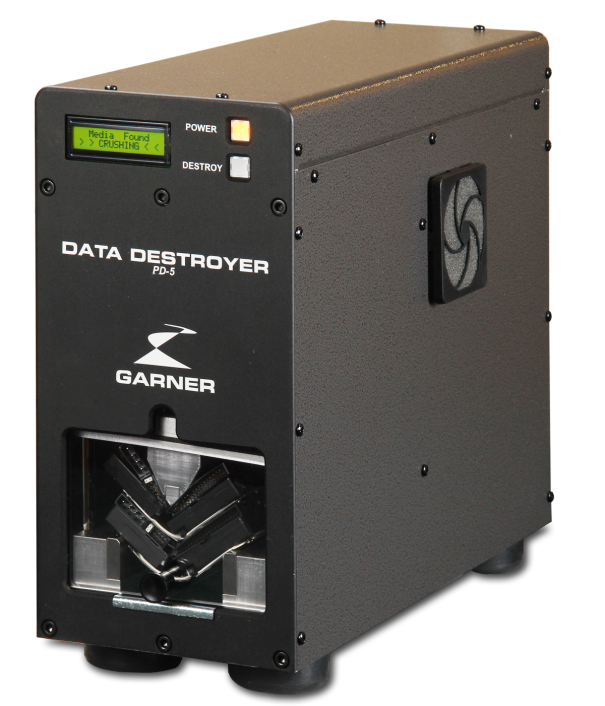 Media Found
> > CRUSHING < <
POWER
DESTROY
DATA DESTROYER
PD-5
GARNER